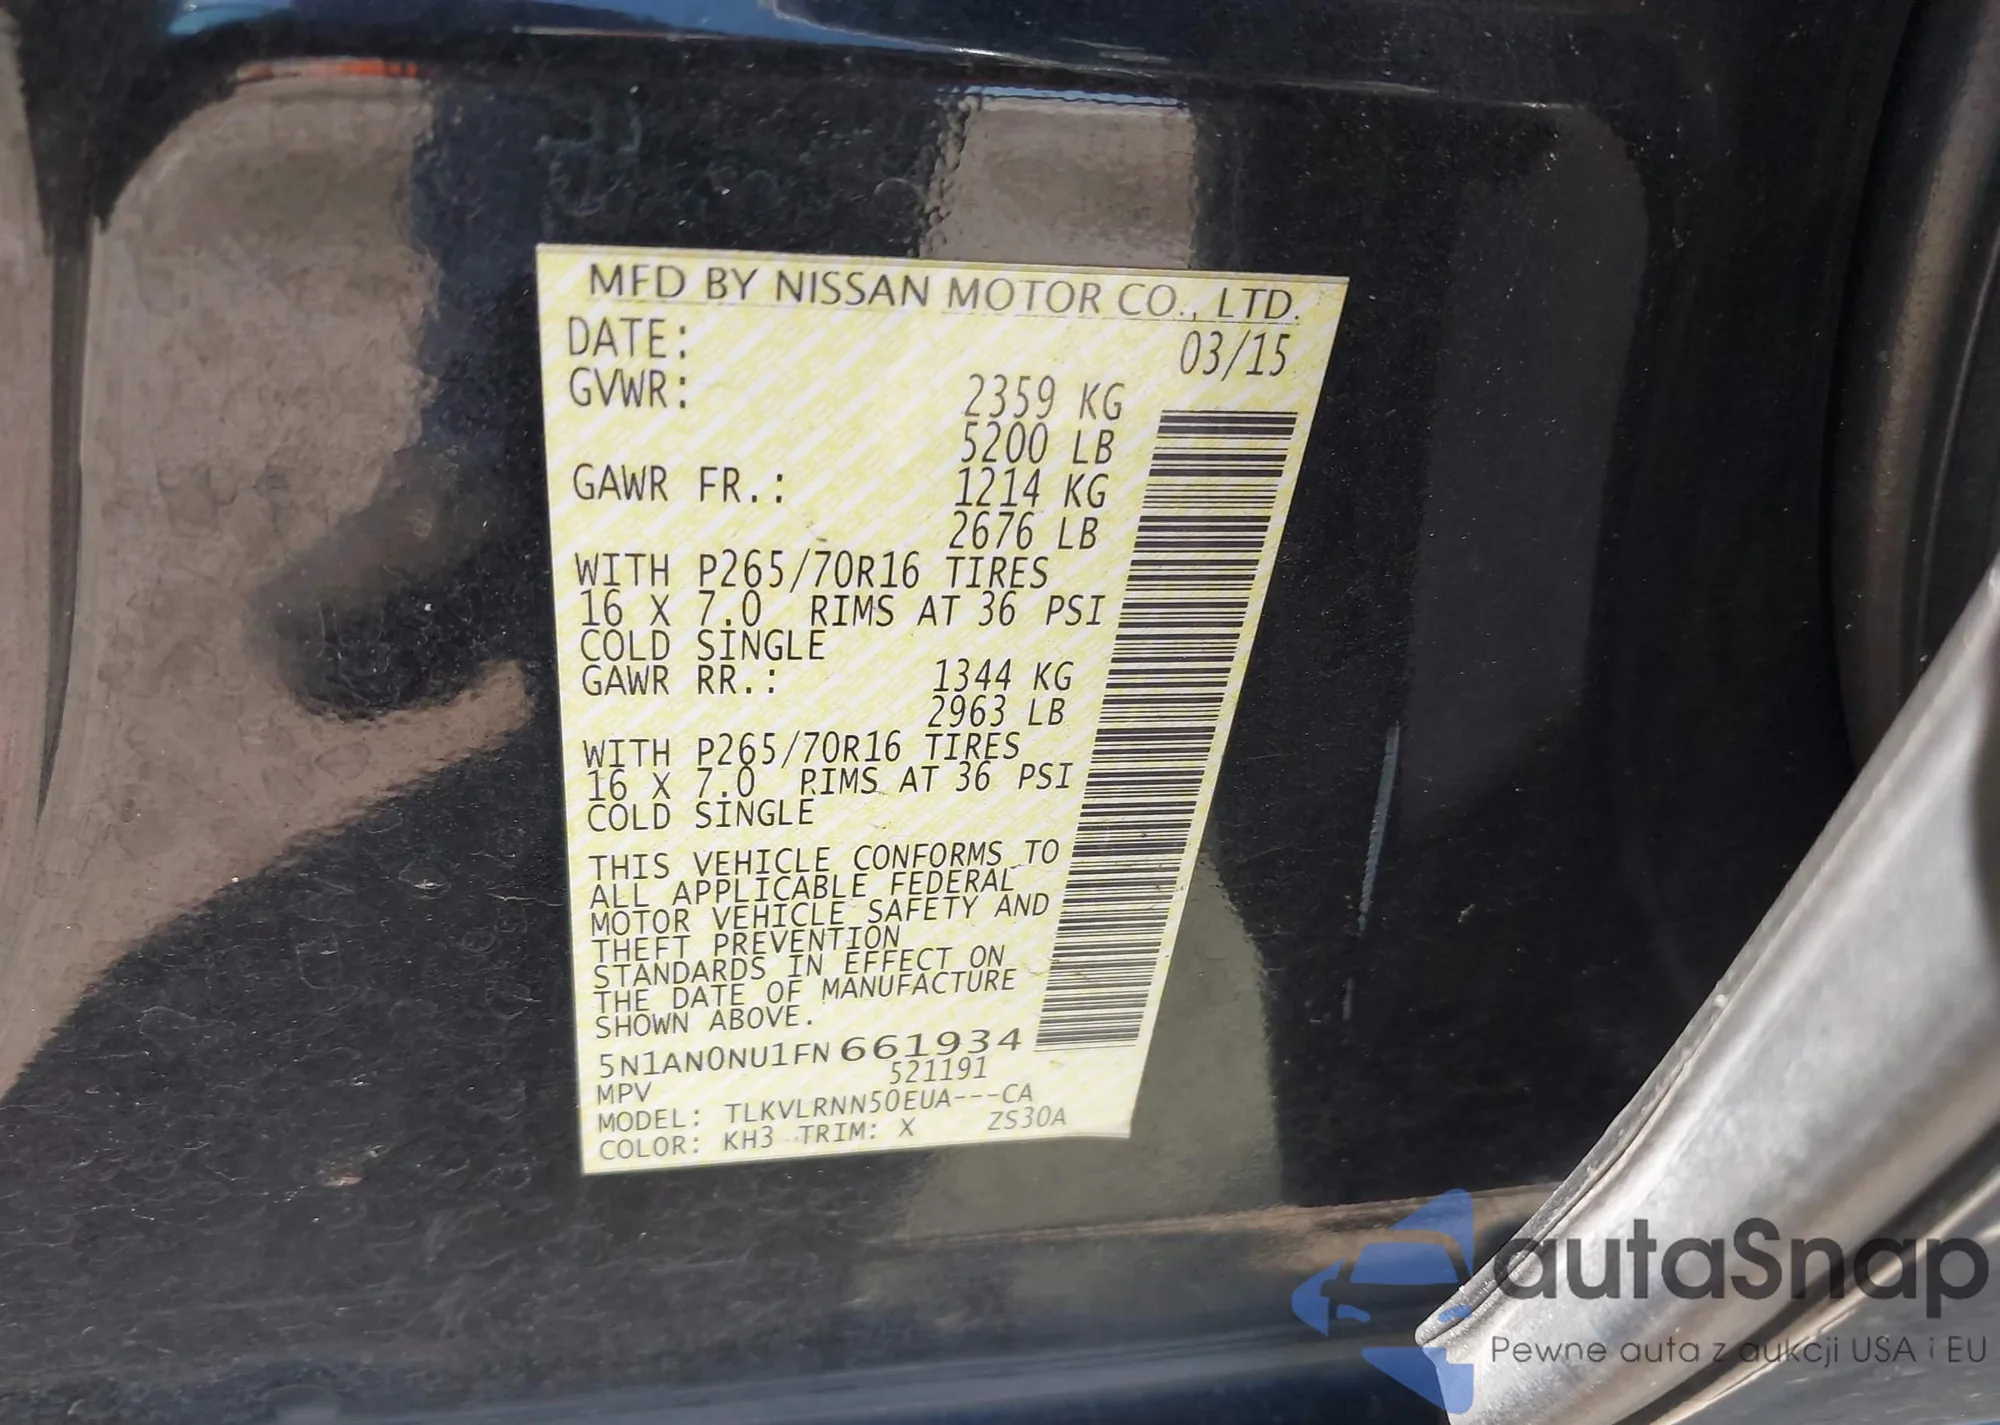 MFD BY NISSAN MOTOR CO., LTD.
DATE: 03/15
GVWR: 2359 KG
5200 LB
GAWR FR.: 1214 KG
2676 LB
WITH P265/70R16 TIRES
16 X 7.0 RIMS AT 36 PSI
COLD SINGLE
GAWR RR.: 1344 KG
2963 LB
WITH P265/70R16 TIRES
16 X 7.0 RIMS AT 36 PSI
COLD SINGLE
THIS VEHICLE CONFORMS TO
ALL APPLICABLE FEDERAL
MOTOR VEHICLE SAFETY AND
THEFT PREVENTION
STANDARDS IN EFFECT ON
THE DATE OF MANUFACTURE
SHOWN ABOVE.
5N1AN0NU1FN661934
521191
MPV
MODEL: TLKVLRNN50EUA---CA
COLOR: KH3 TRIM: X ZS30A
autaSnap
Pewne auta z aukcji USA i EU